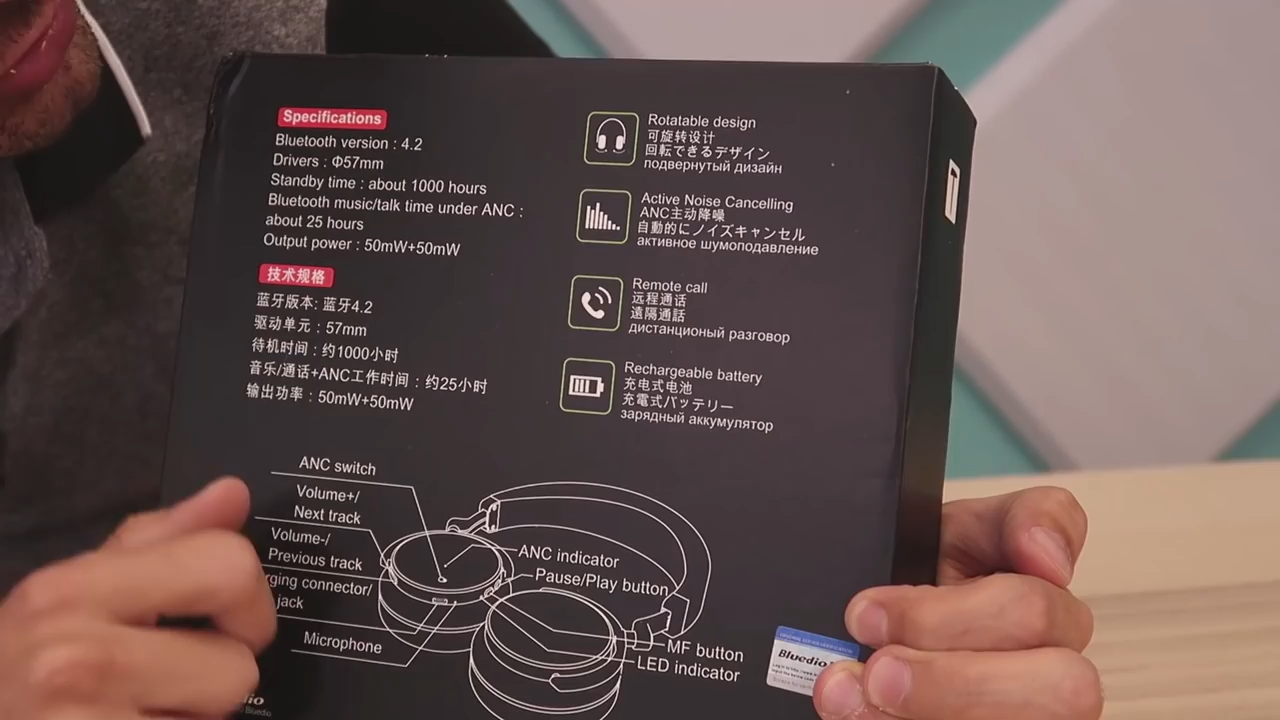 Specifications
Bluetooth version : 4.2
Drivers : Φ57mm
Standby time : about 1000 hours
Bluetooth music/talk time under ANC :
about 25 hours
Output power : 50mW+50mW
技术规格
蓝牙版本: 蓝牙4.2
驱动单元 : 57mm
待机时间 : 约1000小时
音乐/通话+ANC工作时间 : 约25小时
输出功率 : 50mW+50mW
Rotatable design
可旋转设计
回転できるデザイン
подвернутый дизайн
Active Noise Cancelling
ANC主动降噪
自動的にノイズキャンセル
активное шумоподавление
Remote call
远程通话
遠隔通話
дистанционый разговор
Rechargeable battery
充电式电池
充電式バッテリー
зарядный аккумулятор
ANC switch
Volume+/
Next track
Volume-/
Previous track
rging connector/
jack
Microphone
ANC indicator
Pause/Play button
MF button
LED indicator
Bluedio
dio
Bluedio